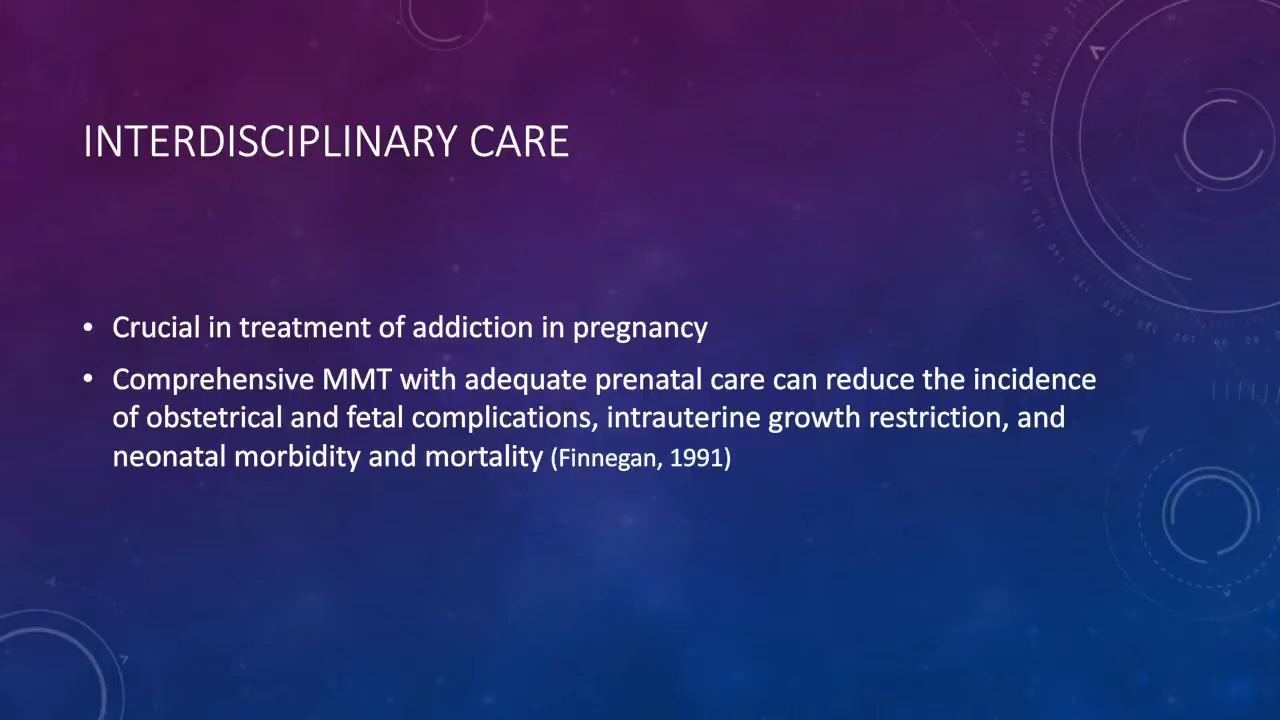 INTERDISCIPLINARY CARE
• Crucial in treatment of addiction in pregnancy
• Comprehensive MMT with adequate prenatal care can reduce the incidence
of obstetrical and fetal complications, intrauterine growth restriction, and
neonatal morbidity and mortality (Finnegan, 1991)